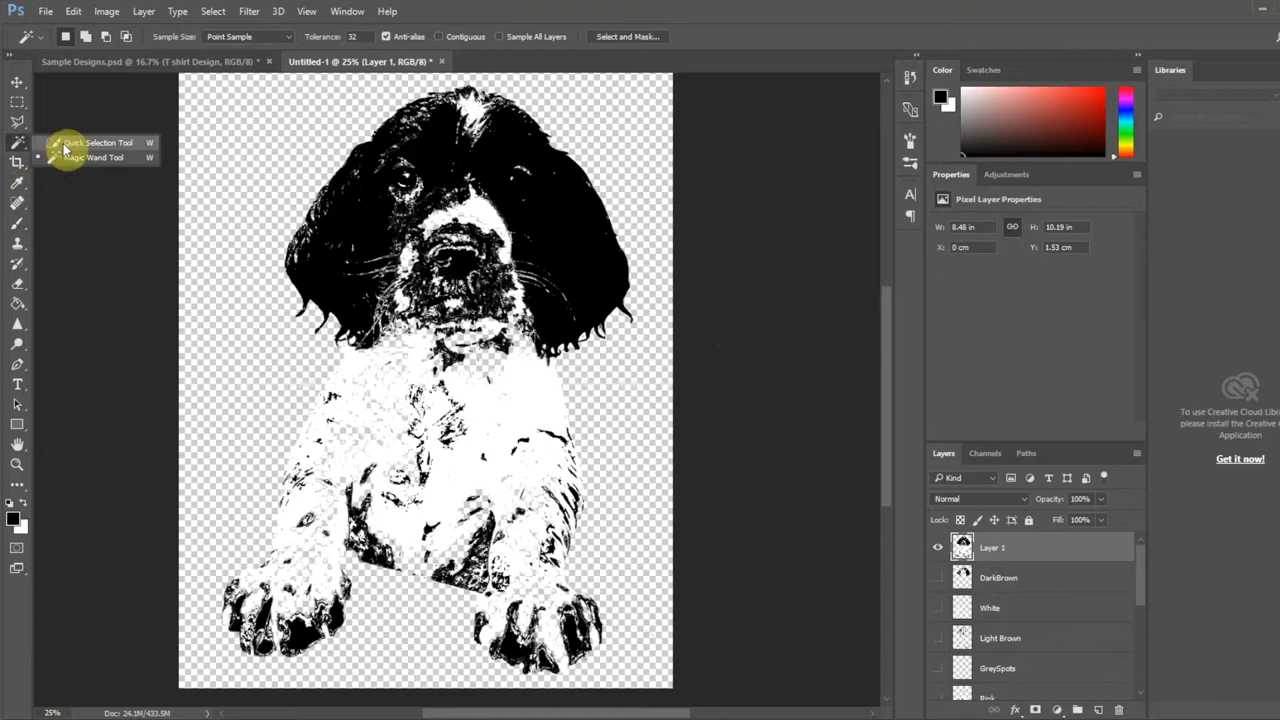 Ps File Edit Image Layer Type Select Filter 3D View Window Help
Sample Size: Point Sample Tolerance: 32 Anti-alias Contiguous Sample All Layers Select and Mask...
Sample Designs.psd @ 16.7% (T shirt Design, RGB/8) * × Untitled-1 @ 25% (Layer 1, RGB/8) * ×
Color Swatches
Libraries
Quick Selection Tool W
Magic Wand Tool W
Properties Adjustments
Pixel Layer Properties
W: 8.48 in H: 10.19 in
X: 0 cm Y: 1.53 cm
To use Creative Cloud Libr
please install the Creative C
Application
Get it now!
Layers Channels Paths
Kind
Normal Opacity: 100%
Lock: Fill: 100%
Layer 1
DarkBrown
White
Light Brown
GreySpots
Pink
25% Doc: 24.1M/433.5M